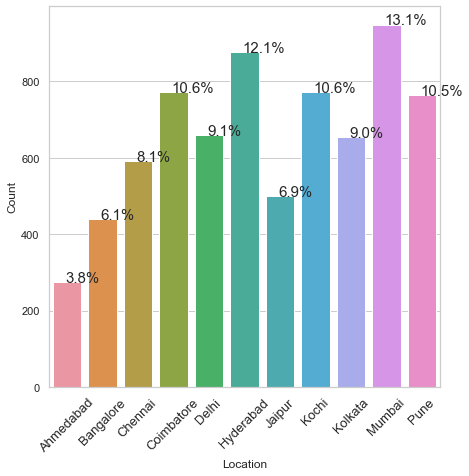 13.1%
12.1%
10.6%
10.6%
10.5%
9.1%
9.0%
8.1%
6.9%
6.1%
3.8%
800
600
400
200
0
Count
Ahmedabad
Bangalore
Chennai
Coimbatore
Delhi
Hyderabad
Jaipur
Kochi
Kolkata
Mumbai
Pune
Location